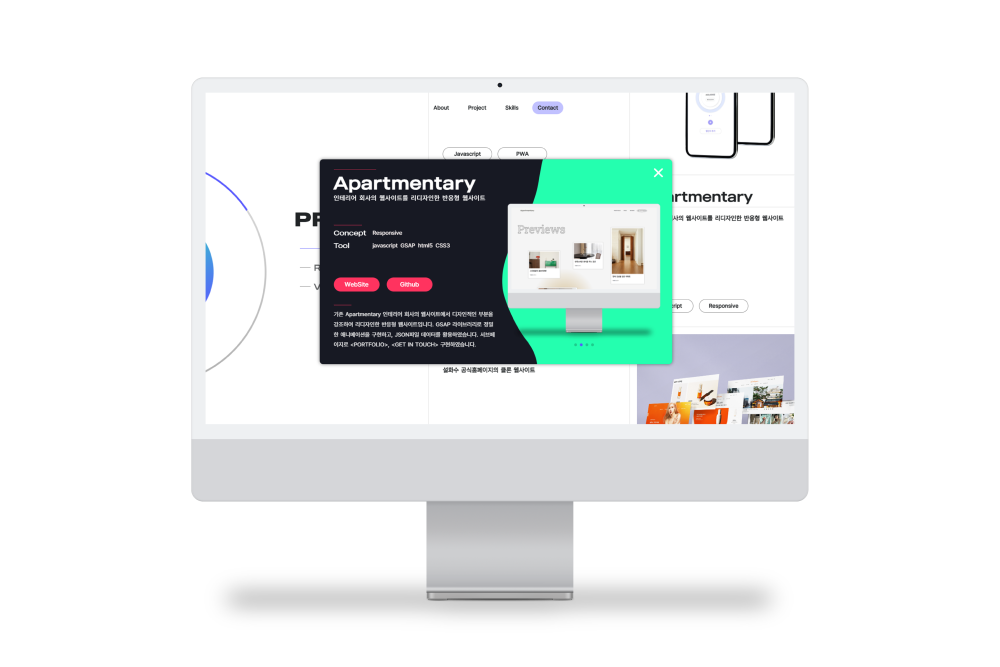 About Project Skills Contact
Javascript PWA
PR
R
V
Apartmentary
인테리어 회사의 웹사이트를 리디자인한 반응형 웹사이트
Concept Responsive
Tool javascript GSAP html5 CSS3
WebSite Github
기존 Apartmentary 인테리어 회사의 웹사이트에서 디자인적인 부분을
강조하여 리디자인한 반응형 웹사이트입니다. GSAP 라이브러리로 정밀
한 애니메이션을 구현하고, JSON파일 데이터를 활용하였습니다. 서브페
이지로 <PORTFOLIO>, <GET IN TOUCH> 구현하였습니다.
Previews
설화수 공식홈페이지의 클론 웹사이트
artmentary
사의 웹사이트를 리디자인한 반응형 웹사이트
ript Responsive